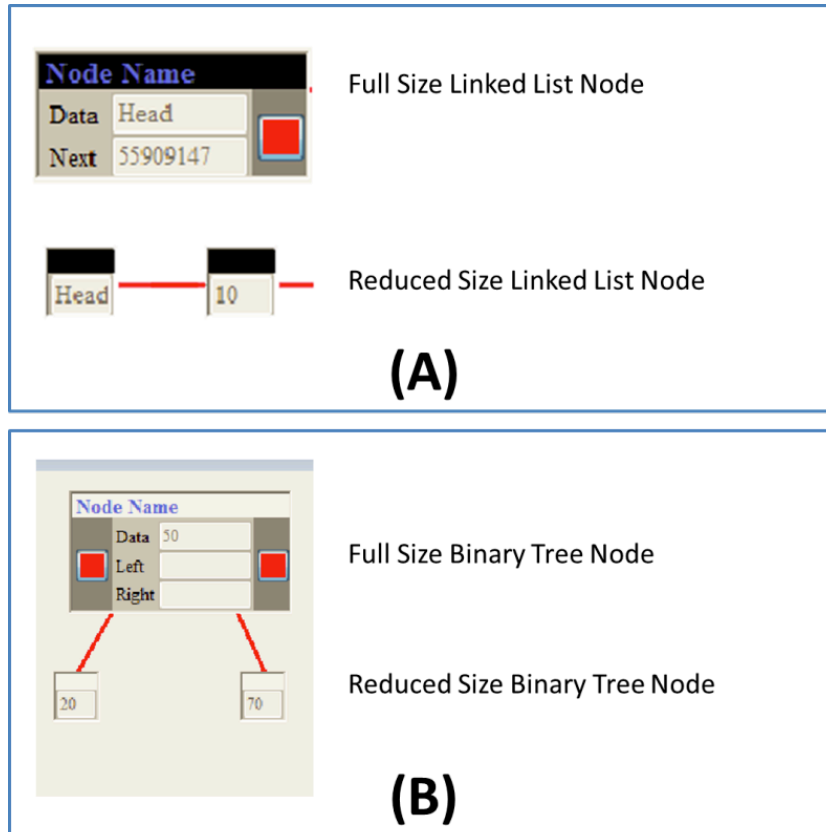 Node Name
Full Size Linked List Node
Data Head
Next 55909147
Head 10
Reduced Size Linked List Node
(A)
Node Name
Data 50
Left
Full Size Binary Tree Node
Right
20 70
Reduced Size Binary Tree Node
(B)